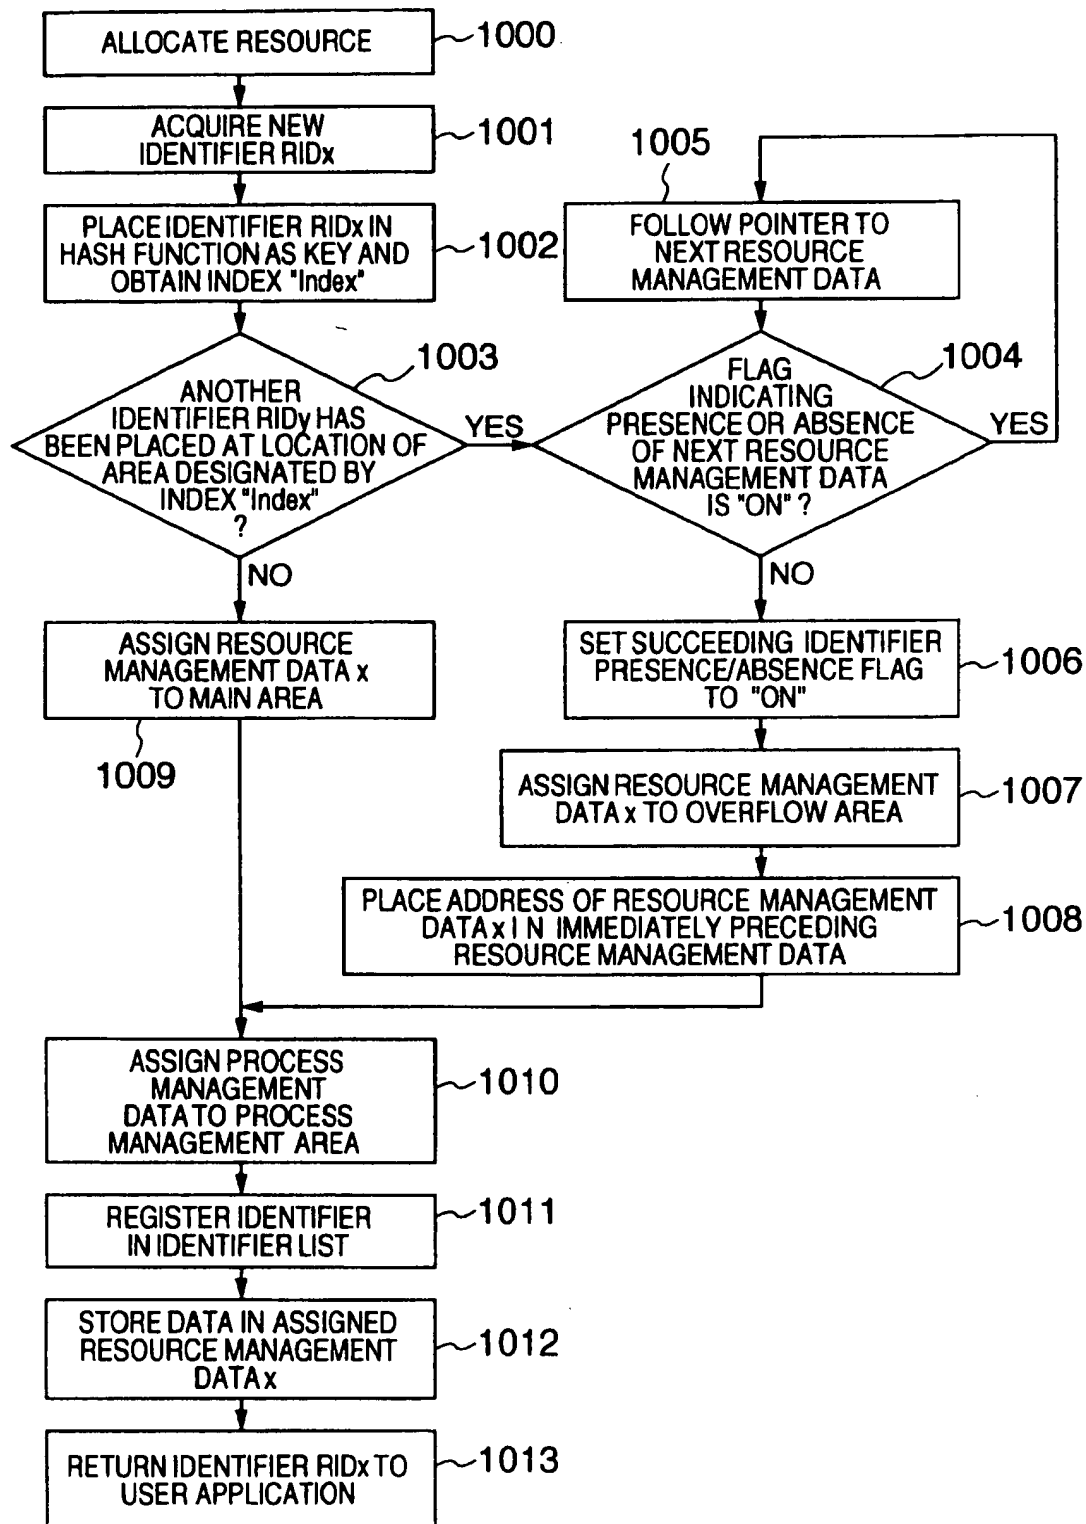 ALLOCATE RESOURCE
1000
ACQUIRE NEW
IDENTIFIER RIDx
1001
PLACE IDENTIFIER RIDx IN
HASH FUNCTION AS KEY AND
OBTAIN INDEX "Index"
1002
1003
ANOTHER
IDENTIFIER RIDy HAS
BEEN PLACED AT LOCATION OF
AREA DESIGNATED BY
INDEX "Index"
?
YES
NO
1005
FOLLOW POINTER TO
NEXT RESOURCE
MANAGEMENT DATA
1004
FLAG
INDICATING
PRESENCE OR ABSENCE
OF NEXT RESOURCE
MANAGEMENT DATA
IS "ON" ?
YES
NO
ASSIGN RESOURCE
MANAGEMENT DATA x
TO MAIN AREA
1009
SET SUCCEEDING IDENTIFIER
PRESENCE/ABSENCE FLAG
TO "ON"
1006
ASSIGN RESOURCE MANAGEMENT
DATA x TO OVERFLOW AREA
1007
PLACE ADDRESS OF RESOURCE MANAGEMENT
DATA x I N IMMEDIATELY PRECEDING
RESOURCE MANAGEMENT DATA
1008
ASSIGN PROCESS
MANAGEMENT
DATA TO PROCESS
MANAGEMENT AREA
1010
REGISTER IDENTIFIER
IN IDENTIFIER LIST
1011
STORE DATA IN ASSIGNED
RESOURCE MANAGEMENT
DATA x
1012
RETURN IDENTIFIER RIDx TO
USER APPLICATION
1013